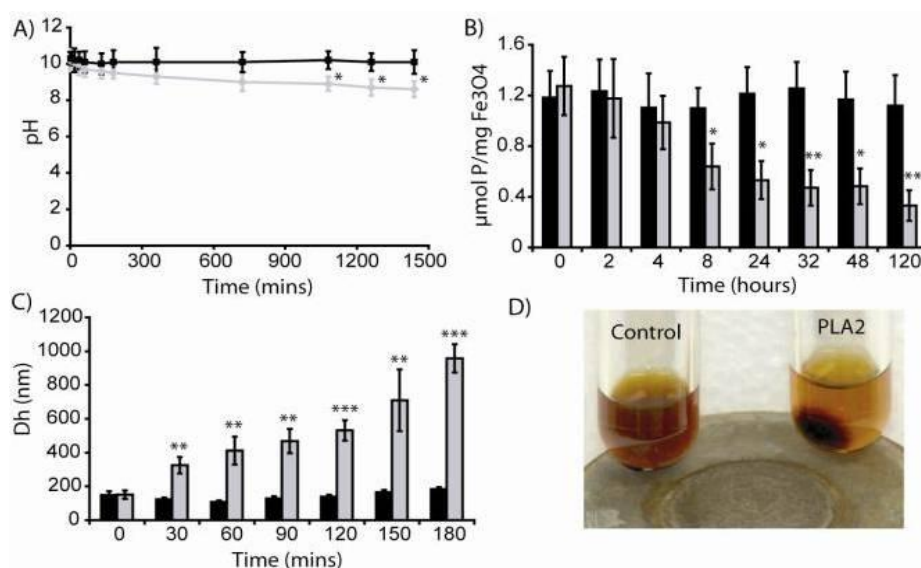 A)
12
10
8
6
4
2
0
pH
* * *
0 300 600 900 1200 1500
Time (mins)
B)
1.6
1.2
0.8
0.4
0
µmol P/mg Fe3O4
* * ** * **
0 2 4 8 24 32 48 120
Time (hours)
C)
1200
1000
800
600
400
200
0
Dh (nm)
** ** ** *** ** ***
0 30 60 90 120 150 180
Time (mins)
D)
Control PLA2